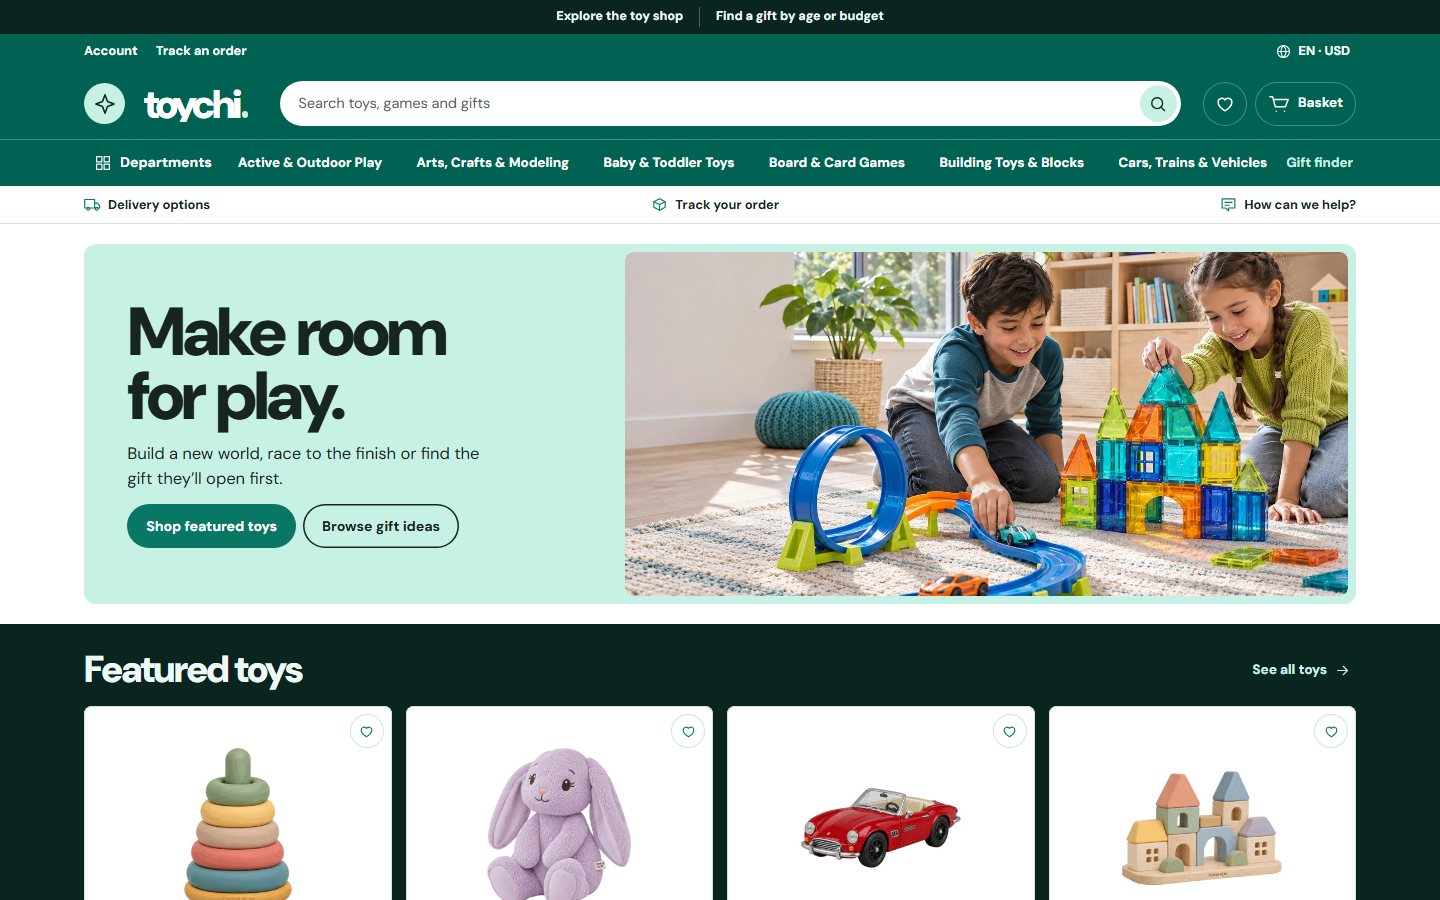 Explore the toy shop
Find a gift by age or budget
Account
Track an order
EN · USD
toychi.
Search toys, games and gifts
Basket
Departments
Active & Outdoor Play
Arts, Crafts & Modeling
Baby & Toddler Toys
Board & Card Games
Building Toys & Blocks
Cars, Trains & Vehicles
Gift finder
Delivery options
Track your order
How can we help?
Make room
for play.
Build a new world, race to the finish or find the
gift they’ll open first.
Shop featured toys
Browse gift ideas
Featured toys
See all toys